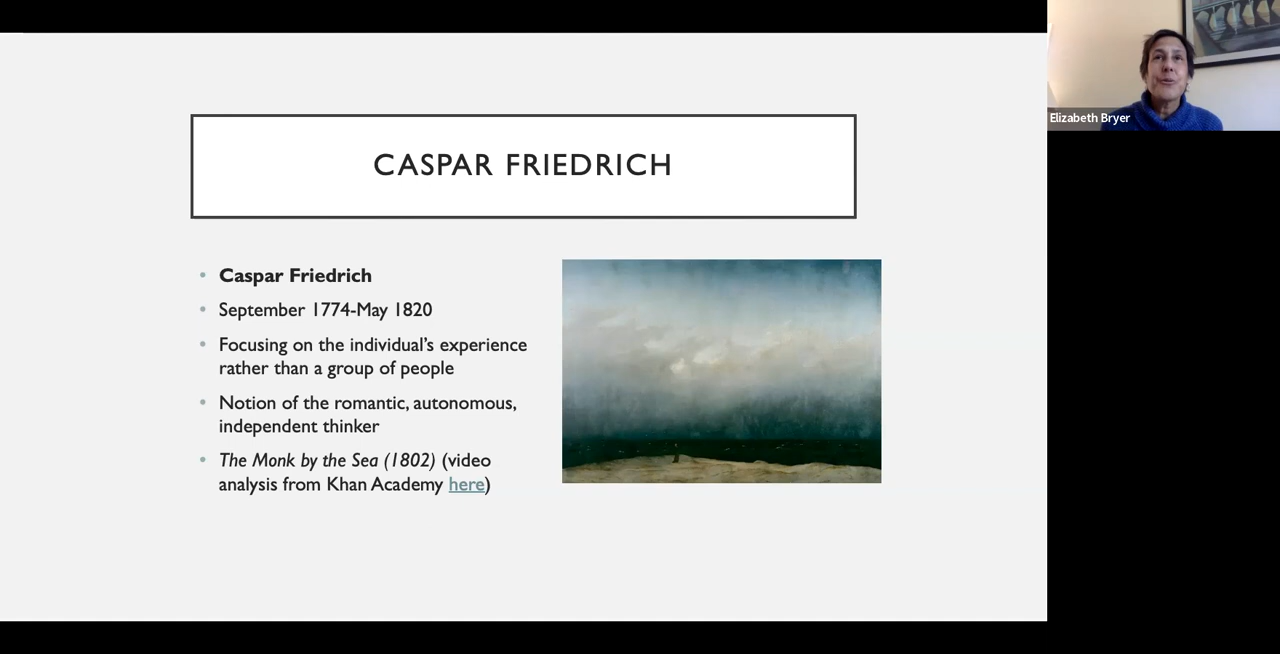 CASPAR FRIEDRICH
Caspar Friedrich
September 1774-May 1820
Focusing on the individual’s experience
rather than a group of people
Notion of the romantic, autonomous,
independent thinker
The Monk by the Sea (1802) (video
analysis from Khan Academy here)
Elizabeth Bryer